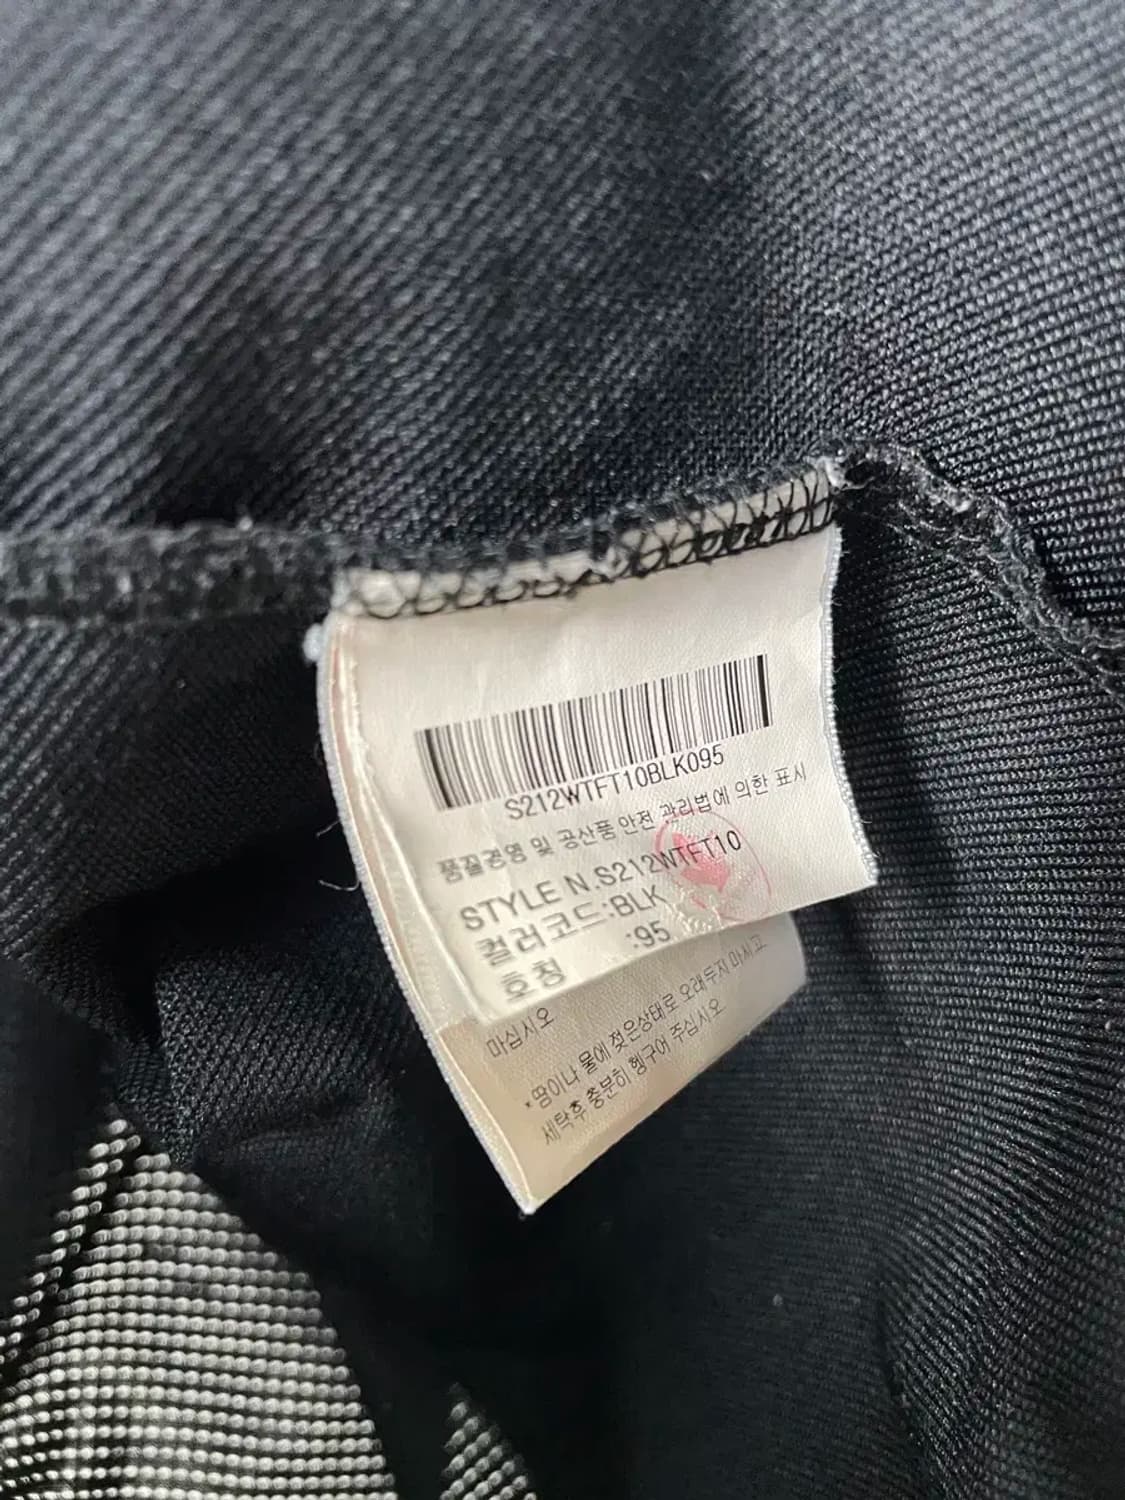 S212WTFT10BLK095
품질경영 및 공산품 안전 관리법에 의한 표시
STYLE N.S212WTFT10
컬러코드:BLK
호칭 :95
오래두지 마시고
마십시오
*땀이나 물에 젖은상태로
세탁후 충분히 헹구어 주십시오